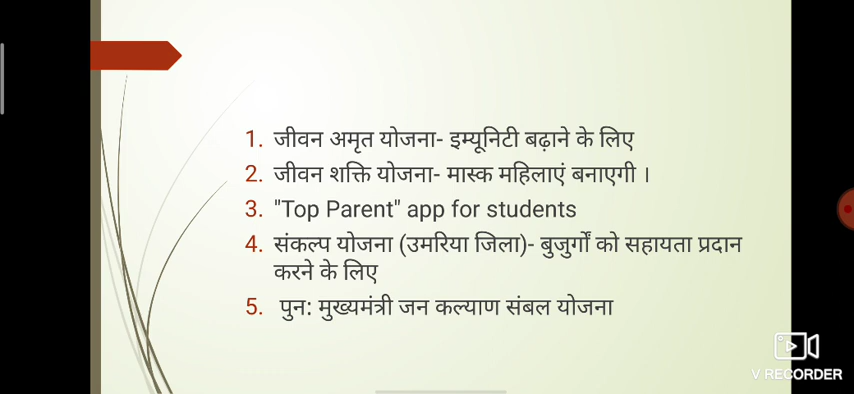 1. जीवन अमृत योजना- इम्यूनिटी बढ़ाने के लिए
2. जीवन शक्ति योजना- मास्क महिलाएं बनाएगी ।
3. "Top Parent" app for students
4. संकल्प योजना (उमरिया जिला)- बुजुर्गों को सहायता प्रदान
करने के लिए
5. पुन: मुख्यमंत्री जन कल्याण संबल योजना
V RECORDER